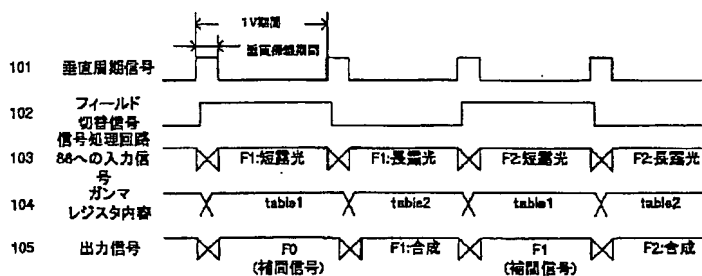 1V期間
垂直帰線期間
101 垂直同期信号
102 フィールド
切替信号
103 信号処理回路
86への入力信
号
F1:短露光 F1:長露光 F2:短露光 F2:長露光
104 ガンマ
レジスタ内容
table1 table2 table1 table2
105 出力信号
F0 F1:合成 F1 F2:合成
(補間信号) (補間信号)